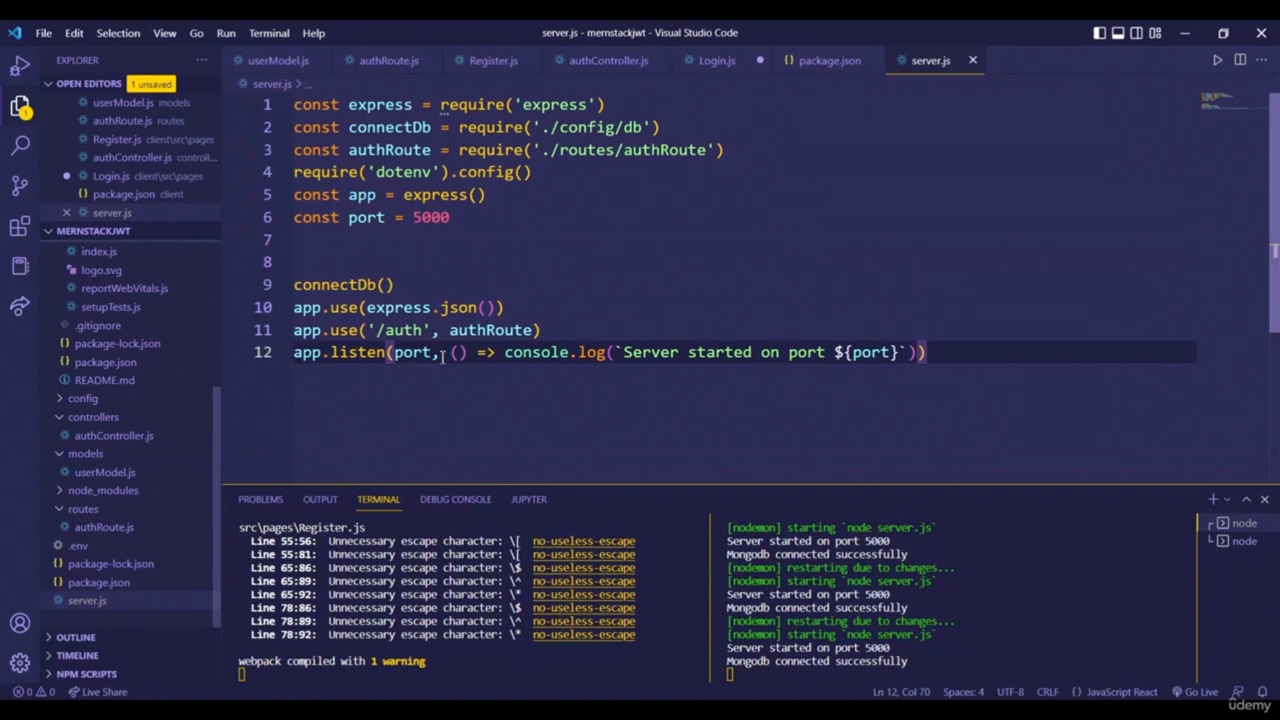 File Edit Selection View Go Run Terminal Help
server.js - mernstackjwt - Visual Studio Code
EXPLORER
OPEN EDITORS 1 unsaved
userModel.js models
authRoute.js routes
Register.js client\src\pages
authController.js controll...
Login.js client\src\pages
package.json client
server.js
MERNSTACKJWT
index.js
logo.svg
reportWebVitals.js
setupTests.js
.gitignore
package-lock.json
package.json
README.md
config
controllers
authController.js
models
userModel.js
node_modules
routes
authRoute.js
.env
package-lock.json
package.json
server.js
OUTLINE
TIMELINE
NPM SCRIPTS
userModel.js authRoute.js Register.js authController.js Login.js package.json server.js
server.js > ...
1 const express = require('express')
2 const connectDb = require('./config/db')
3 const authRoute = require('./routes/authRoute')
4 require('dotenv').config()
5 const app = express()
6 const port = 5000
7
8
9 connectDb()
10 app.use(express.json())
11 app.use('/auth', authRoute)
12 app.listen(port, () => console.log(`Server started on port ${port}`))
PROBLEMS OUTPUT TERMINAL DEBUG CONSOLE JUPYTER
src\pages\Register.js
Line 55:56: Unnecessary escape character: \[ no-useless-escape
Line 55:81: Unnecessary escape character: \[ no-useless-escape
Line 65:86: Unnecessary escape character: \$ no-useless-escape
Line 65:89: Unnecessary escape character: \^ no-useless-escape
Line 65:92: Unnecessary escape character: \* no-useless-escape
Line 78:86: Unnecessary escape character: \$ no-useless-escape
Line 78:89: Unnecessary escape character: \^ no-useless-escape
Line 78:92: Unnecessary escape character: \* no-useless-escape
webpack compiled with 1 warning
[nodemon] starting `node server.js`
Server started on port 5000
Mongodb connected successfully
[nodemon] restarting due to changes...
[nodemon] starting `node server.js`
Server started on port 5000
Mongodb connected successfully
[nodemon] restarting due to changes...
[nodemon] starting `node server.js`
Server started on port 5000
Mongodb connected successfully
node
node
0 0 Live Share
Ln 12, Col 70 Spaces: 4 UTF-8 CRLF {} JavaScript React Go Live
udemy